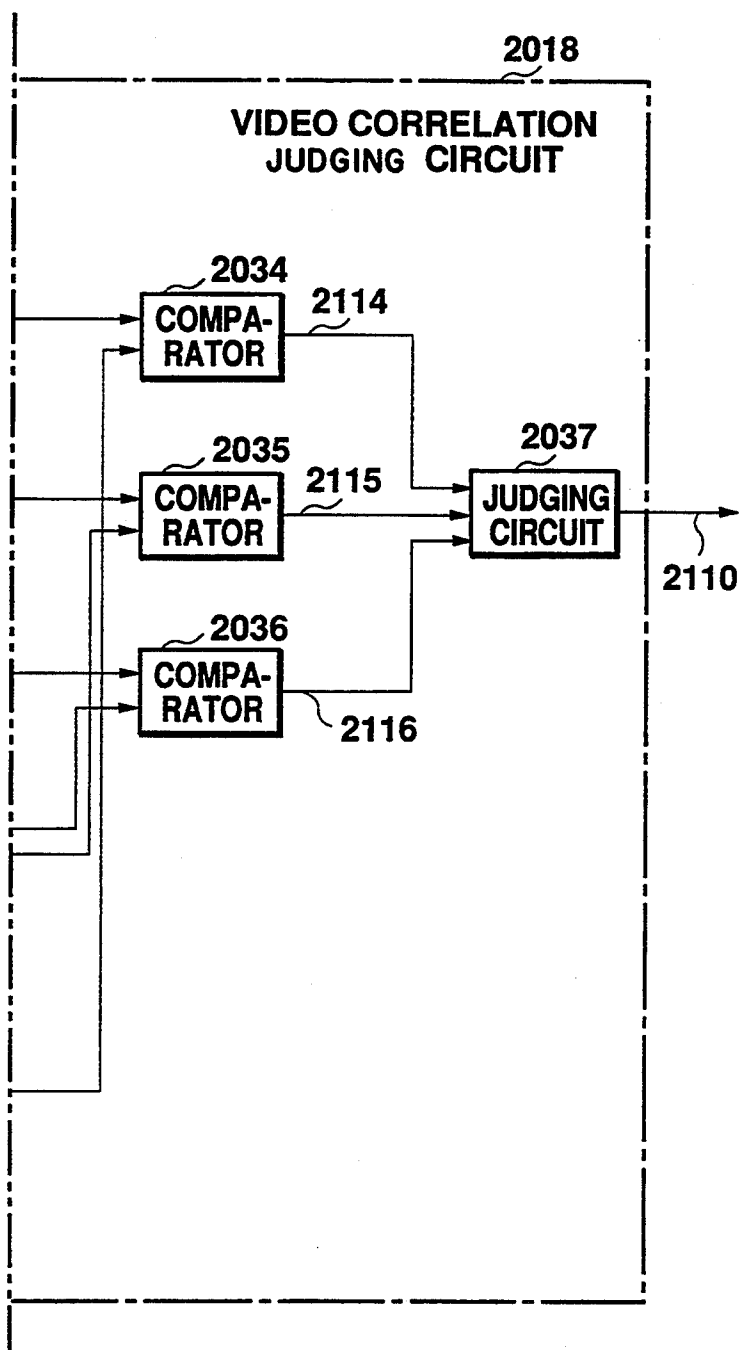 2018
VIDEO CORRELATION
JUDGING CIRCUIT
2034
COMPA-
RATOR
2114
2035
COMPA-
RATOR
2115
2037
JUDGING
CIRCUIT
2110
2036
COMPA-
RATOR
2116